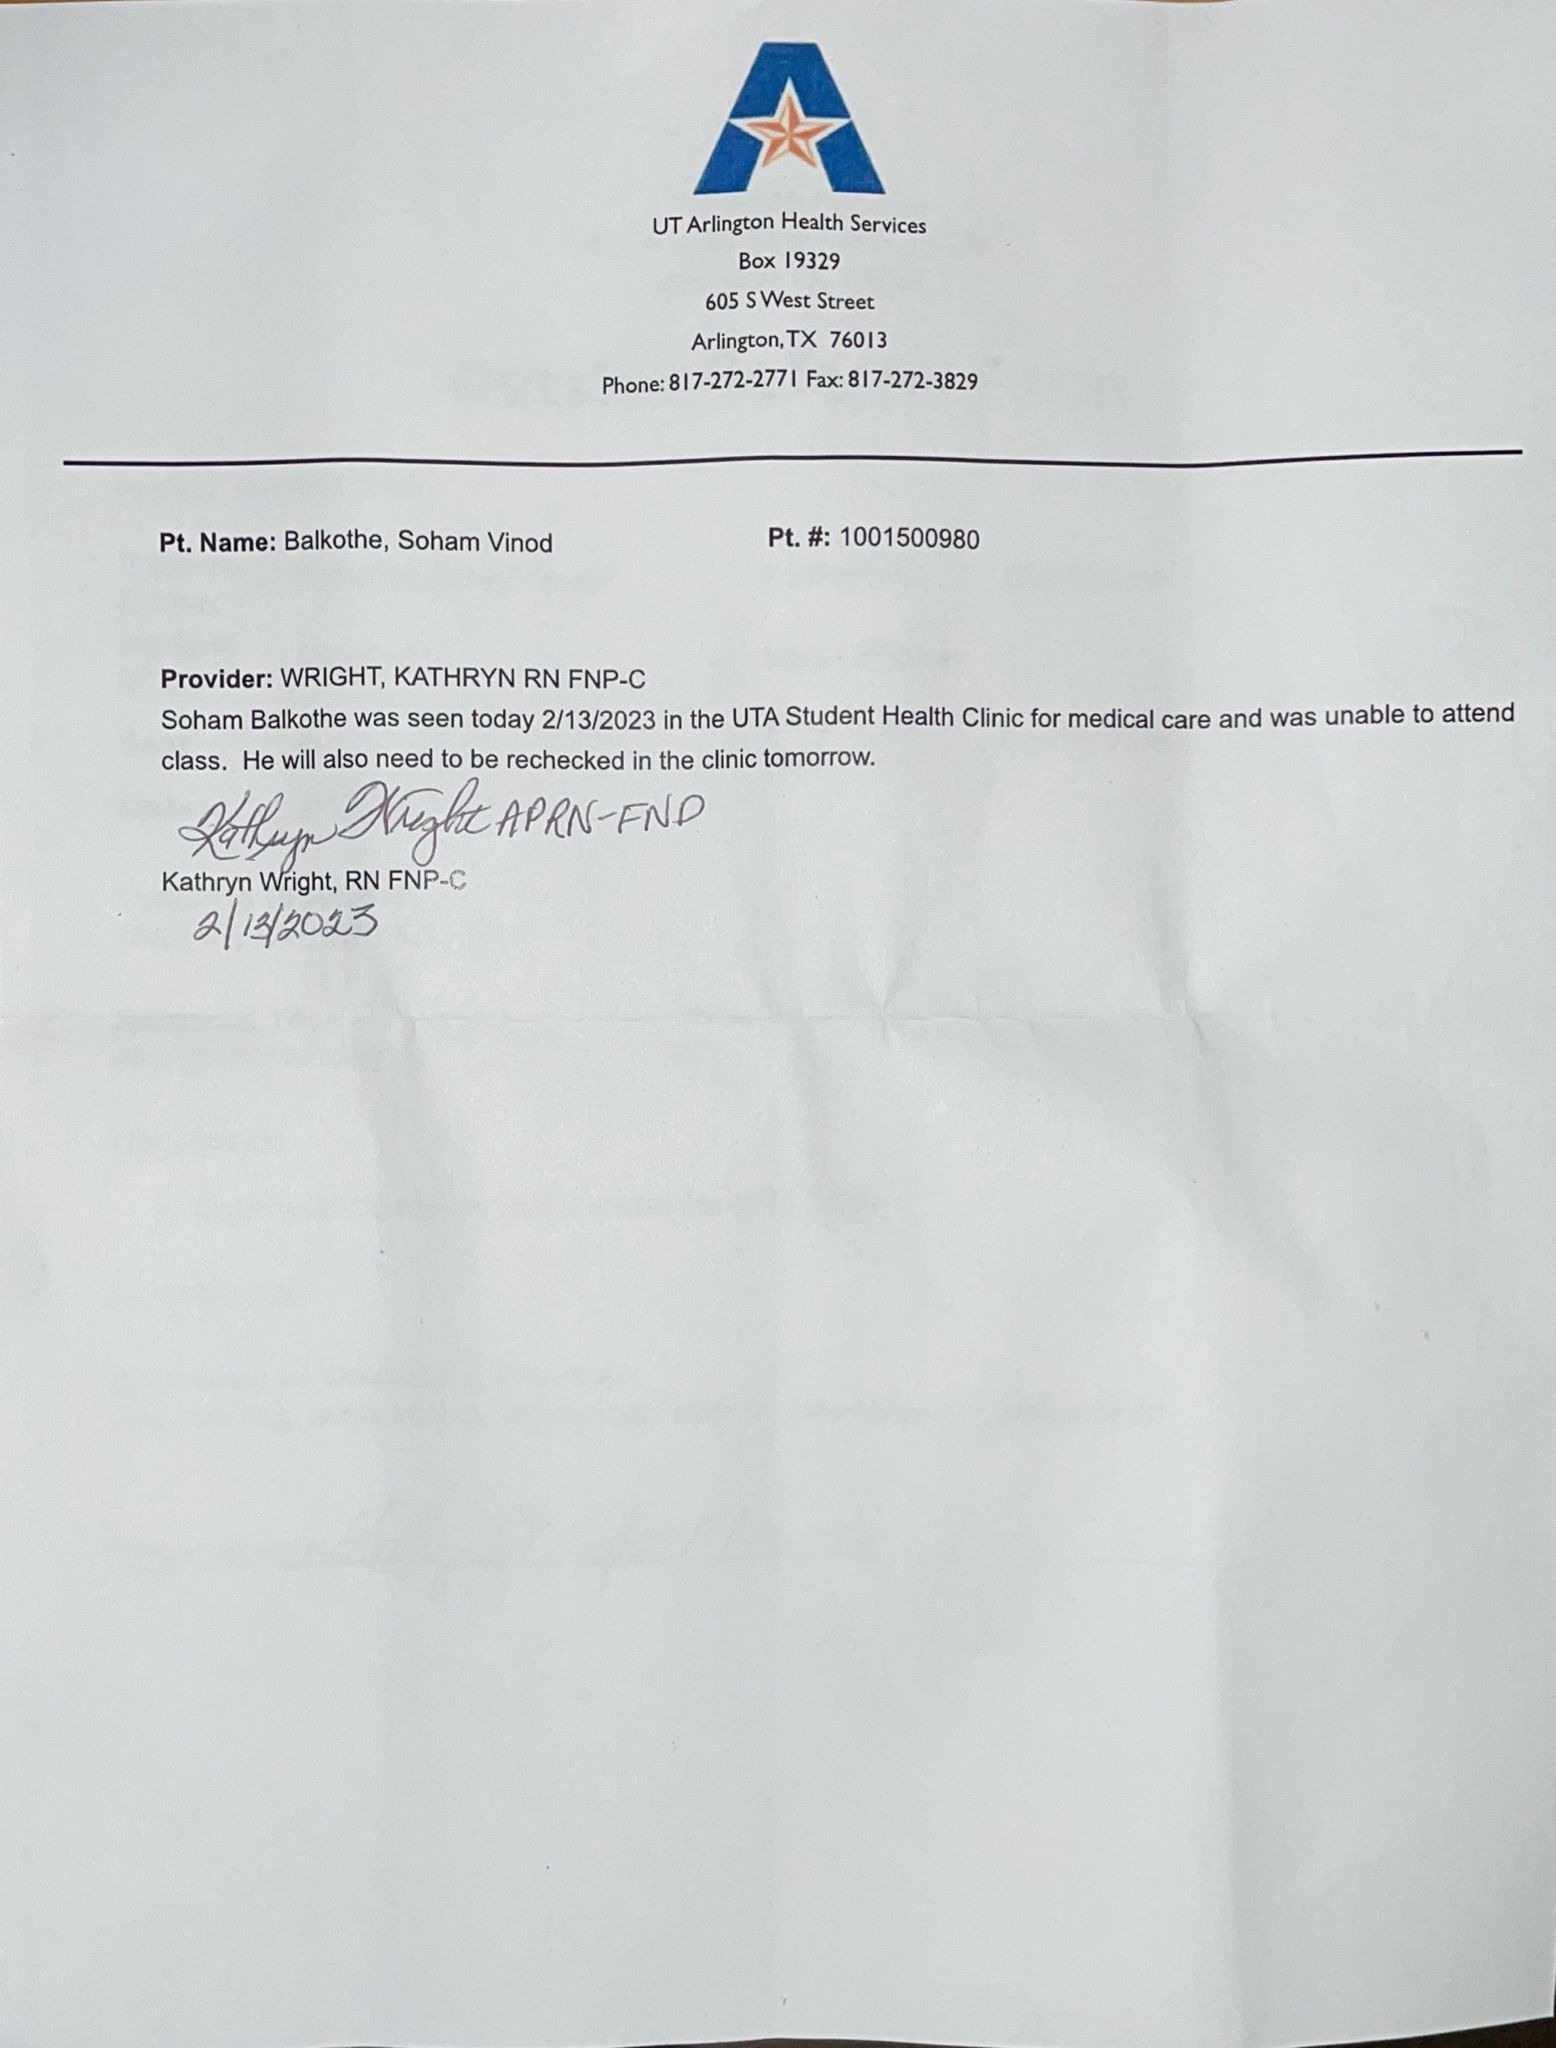 UT Arlington Health Services
Box 19329
605 S West Street
Arlington, TX 76013
Phone: 817-272-2771 Fax: 817-272-3829
Pt. Name: Balkothe, Soham Vinod Pt. #: 1001500980
Provider: WRIGHT, KATHRYN RN FNP-C
Soham Balkothe was seen today 2/13/2023 in the UTA Student Health Clinic for medical care and was unable to attend
class. He will also need to be rechecked in the clinic tomorrow.
Kathryn Wright APRN-FNP
Kathryn Wright, RN FNP-C
2/13/2023